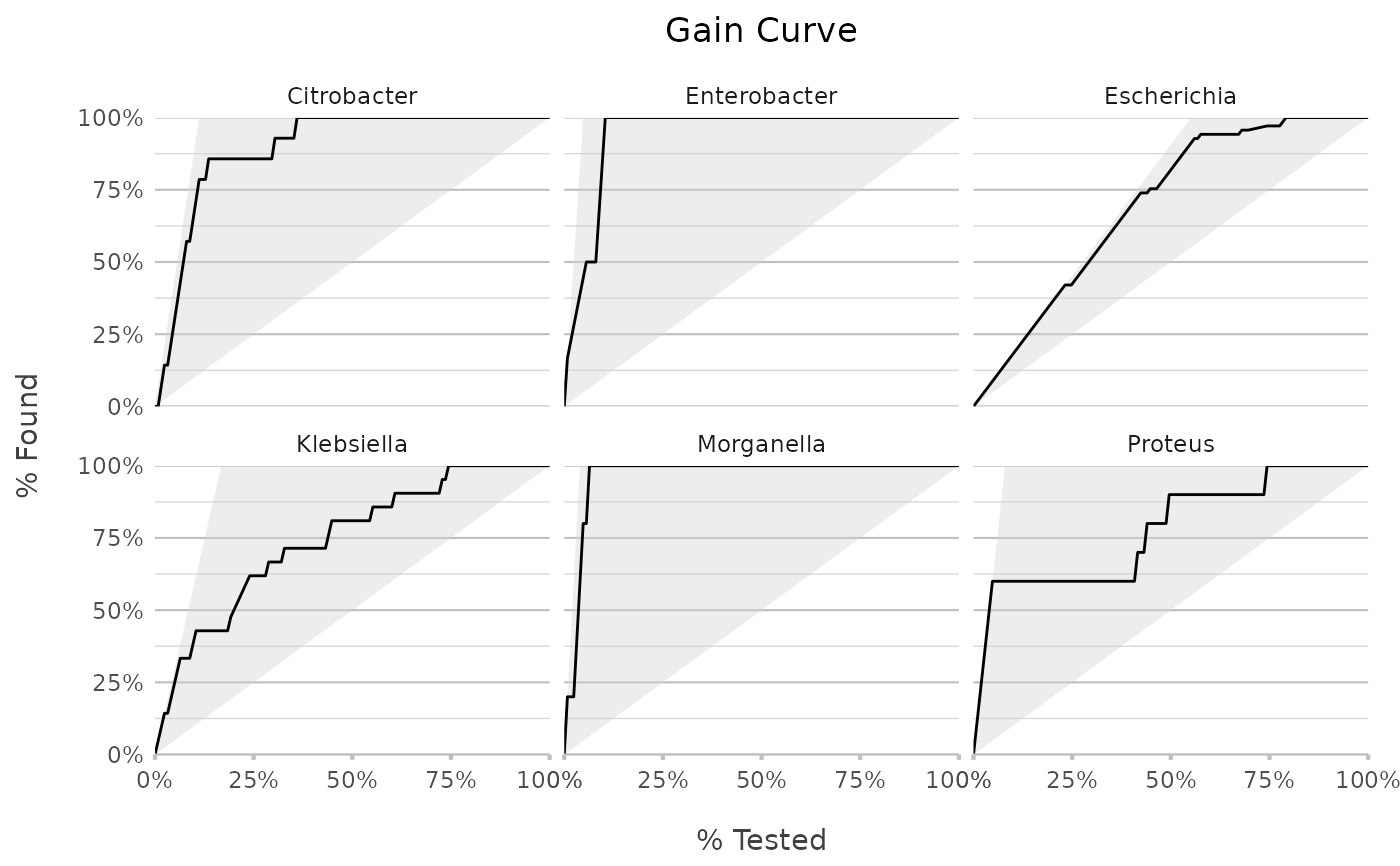 Gain Curve
Citrobacter Enterobacter Escherichia
100%
75%
50%
25%
0%
Klebsiella Morganella Proteus
100%
75%
50%
25%
0%
0% 25% 50% 75% 100% 0% 25% 50% 75% 100% 0% 25% 50% 75% 100%
% Tested
% Found